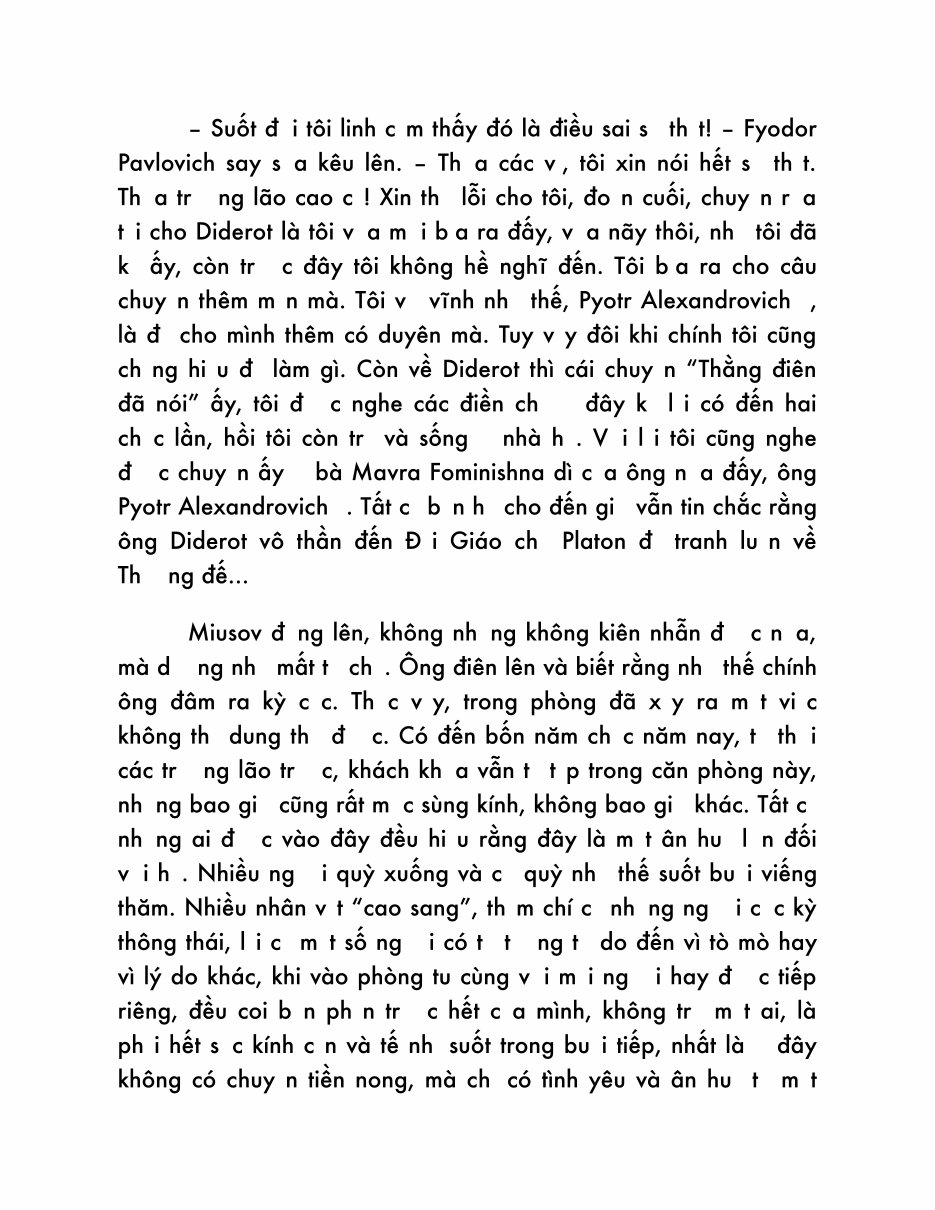 – Suốt đ i tôi linh c m thấy đó là điều sai s th t! – Fyodor
Pavlovich say s a kêu lên. – Th a các v , tôi xin nói hết s th t.
Th a tr ng lão cao c ! Xin th lỗi cho tôi, đo n cuối, chuy n r a
t i cho Diderot là tôi v a m i b a ra đấy, v a nãy thôi, nh tôi đã
k ấy, còn tr c đây tôi không hề nghĩ đến. Tôi b a ra cho câu
chuy n thêm m n mà. Tôi v vĩnh nh thế, Pyotr Alexandrovich ,
là đ cho mình thêm có duyên mà. Tuy v y đôi khi chính tôi cũng
ch ng hi u đ làm gì. Còn về Diderot thì cái chuy n “Thằng điên
đã nói” ấy, tôi đ c nghe các điền ch đây k l i có đến hai
ch c lần, hồi tôi còn tr và sống nhà h . V i l i tôi cũng nghe
đ c chuy n ấy bà Mavra Fominishna dì c a ông n a đấy, ông
Pyotr Alexandrovich . Tất c b n h cho đến gi vẫn tin chắc rằng
ông Diderot vô thần đến Đ i Giáo ch Platon đ tranh lu n về
Th ng đế...
Miusov đ ng lên, không nh ng không kiên nhẫn đ c n a,
mà d ng nh mất t ch . Ông điên lên và biết rằng nh thế chính
ông đâm ra kỳ c c. Th c v y, trong phòng đã x y ra m t vi c
không th dung th đ c. Có đến bốn năm ch c năm nay, t th i
các tr ng lão tr c, khách kh a vẫn t t p trong căn phòng này,
nh ng bao gi cũng rất m c sùng kính, không bao gi khác. Tất c
nh ng ai đ c vào đây đều hi u rằng đây là m t ân hu l n đối
v i h . Nhiều ng i quỳ xuống và c quỳ nh thế suốt bu i viếng
thăm. Nhiều nhân v t “cao sang”, th m chí c nh ng ng i c c kỳ
thông thái, l i c m t số ng i có t t ng t do đến vì tò mò hay
vì lý do khác, khi vào phòng tu cùng v i m i ng i hay đ c tiếp
riêng, đều coi b n ph n tr c hết c a mình, không tr m t ai, là
ph i hết s c kính c n và tế nh suốt trong bu i tiếp, nhất là đây
không có chuy n tiền nong, mà ch có tình yêu và ân hu t m t